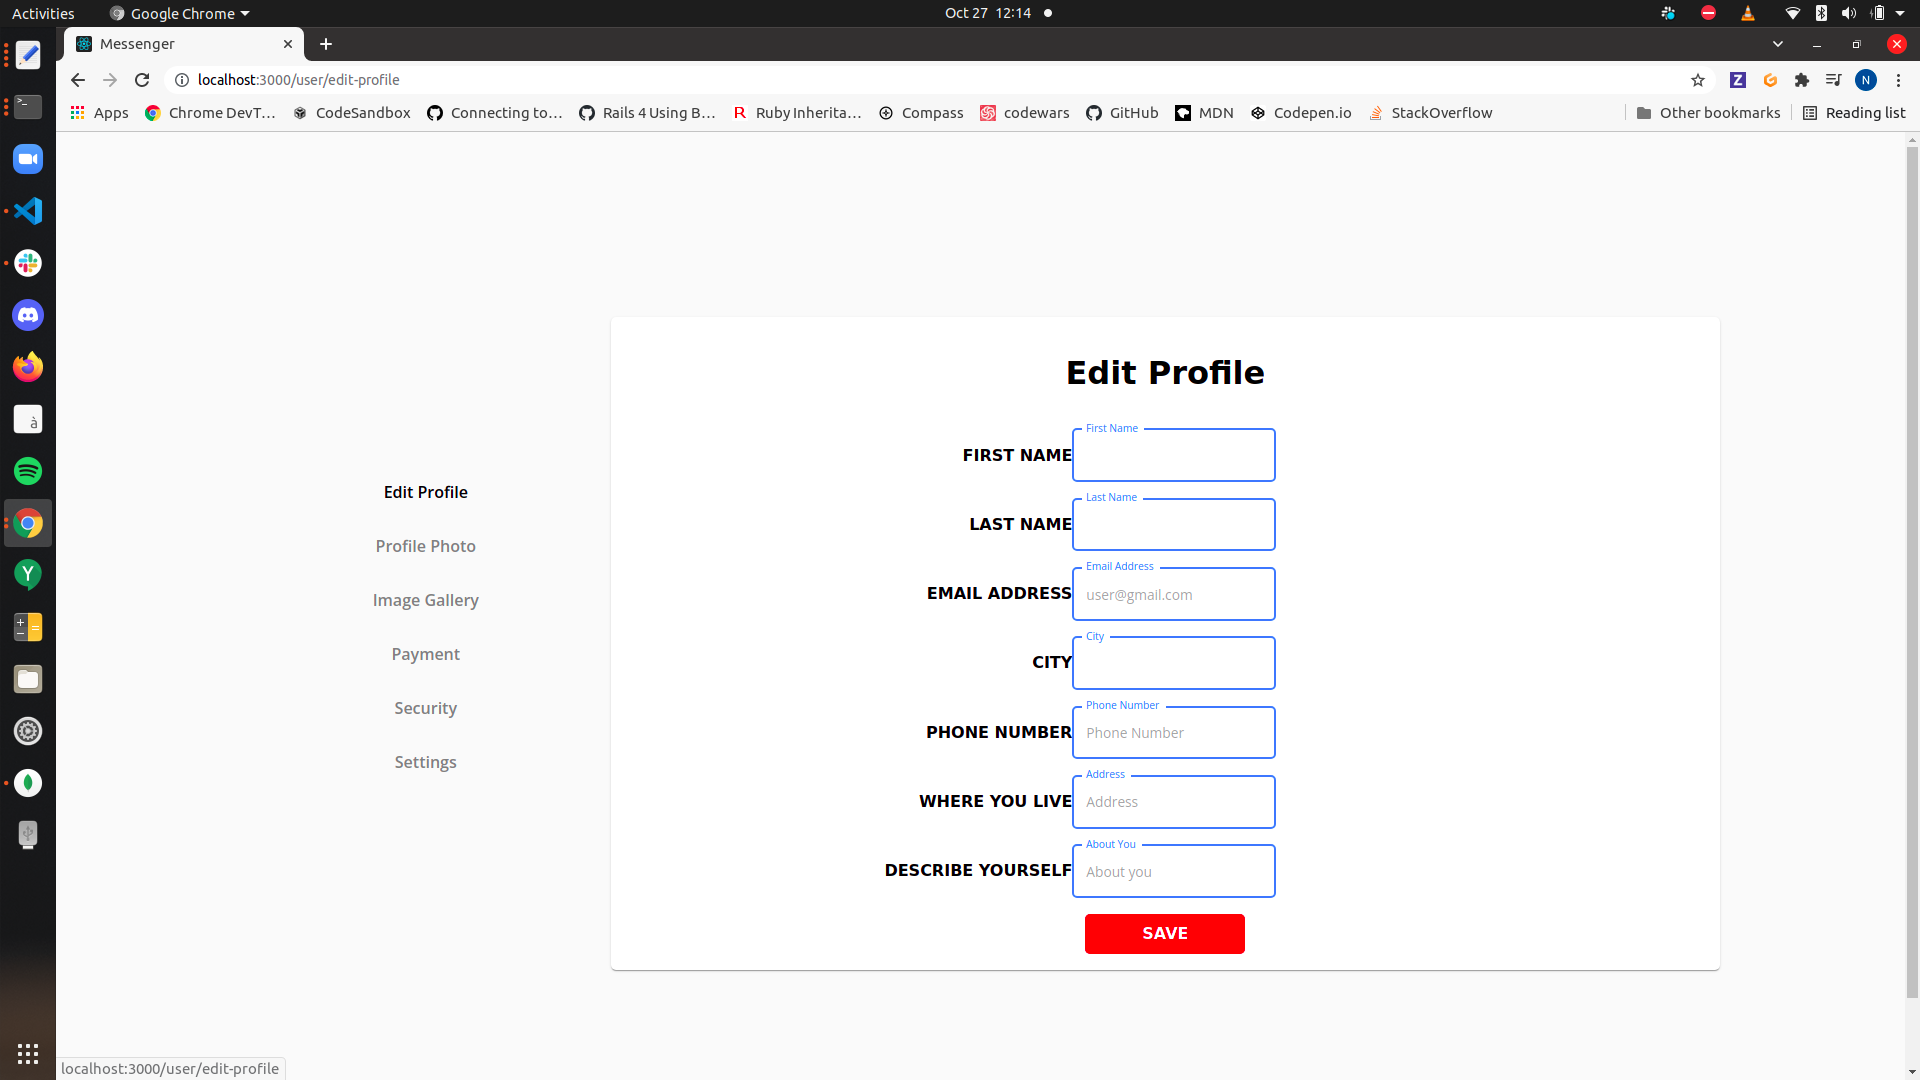 Activities Google Chrome Oct 27 12:14
Messenger
localhost:3000/user/edit-profile N
Apps Chrome DevT... CodeSandbox Connecting to... Rails 4 Using B... Ruby Inherita... Compass codewars GitHub MDN Codepen.io StackOverflow Other bookmarks Reading list
Edit Profile
Profile Photo
Image Gallery
Payment
Security
Settings
Edit Profile
First Name
FIRST NAME
Last Name
LAST NAME
Email Address
EMAIL ADDRESS user@gmail.com
City
CITY
Phone Number
PHONE NUMBER Phone Number
Address
WHERE YOU LIVE Address
About You
DESCRIBE YOURSELF About you
SAVE
localhost:3000/user/edit-profile